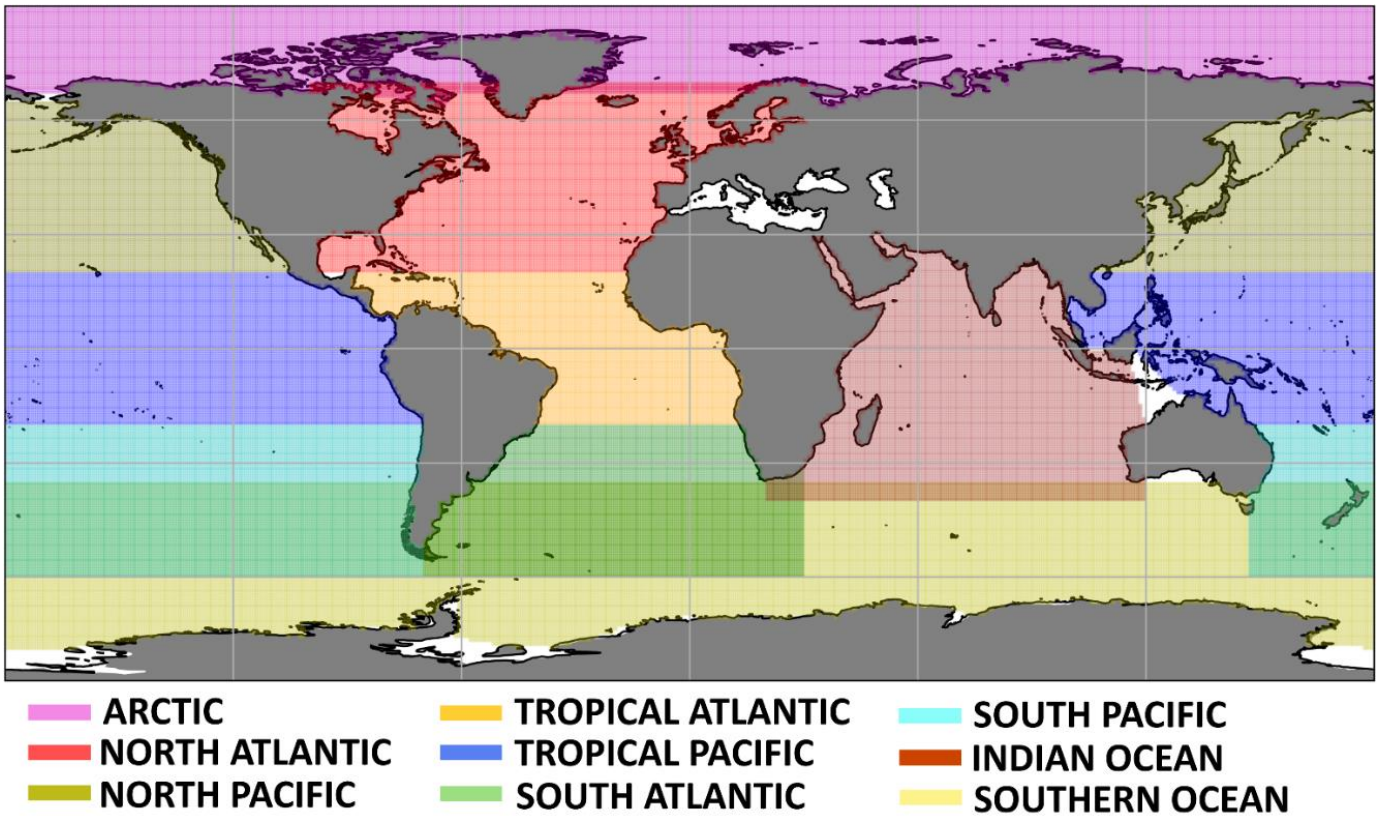 ARCTIC
NORTH ATLANTIC
NORTH PACIFIC
TROPICAL ATLANTIC
TROPICAL PACIFIC
SOUTH ATLANTIC
SOUTH PACIFIC
INDIAN OCEAN
SOUTHERN OCEAN